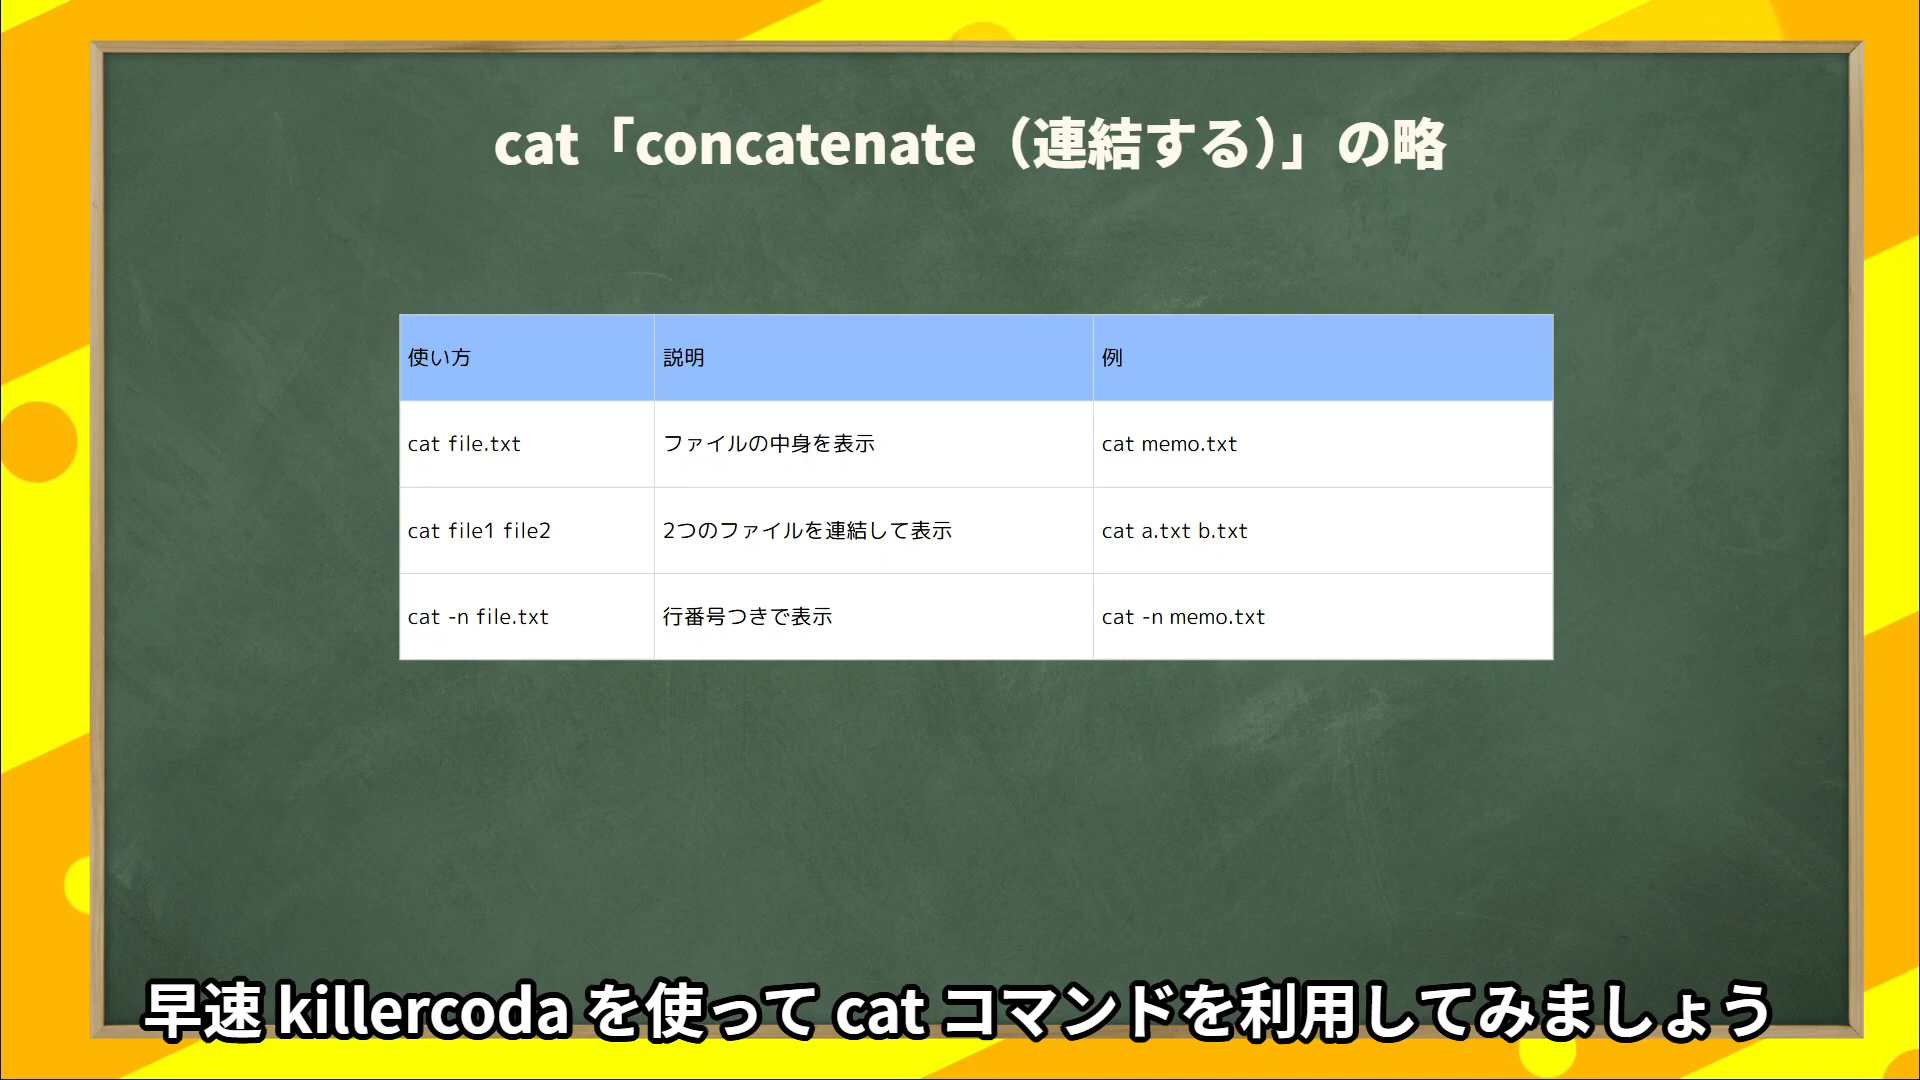 cat「concatenate（連結する）」の略
使い方 説明 例
cat file.txt ファイルの中身を表示 cat memo.txt
cat file1 file2 2つのファイルを連結して表示 cat a.txt b.txt
cat -n file.txt 行番号つきで表示 cat -n memo.txt
早速 killercoda を使って cat コマンドを利用してみましょう